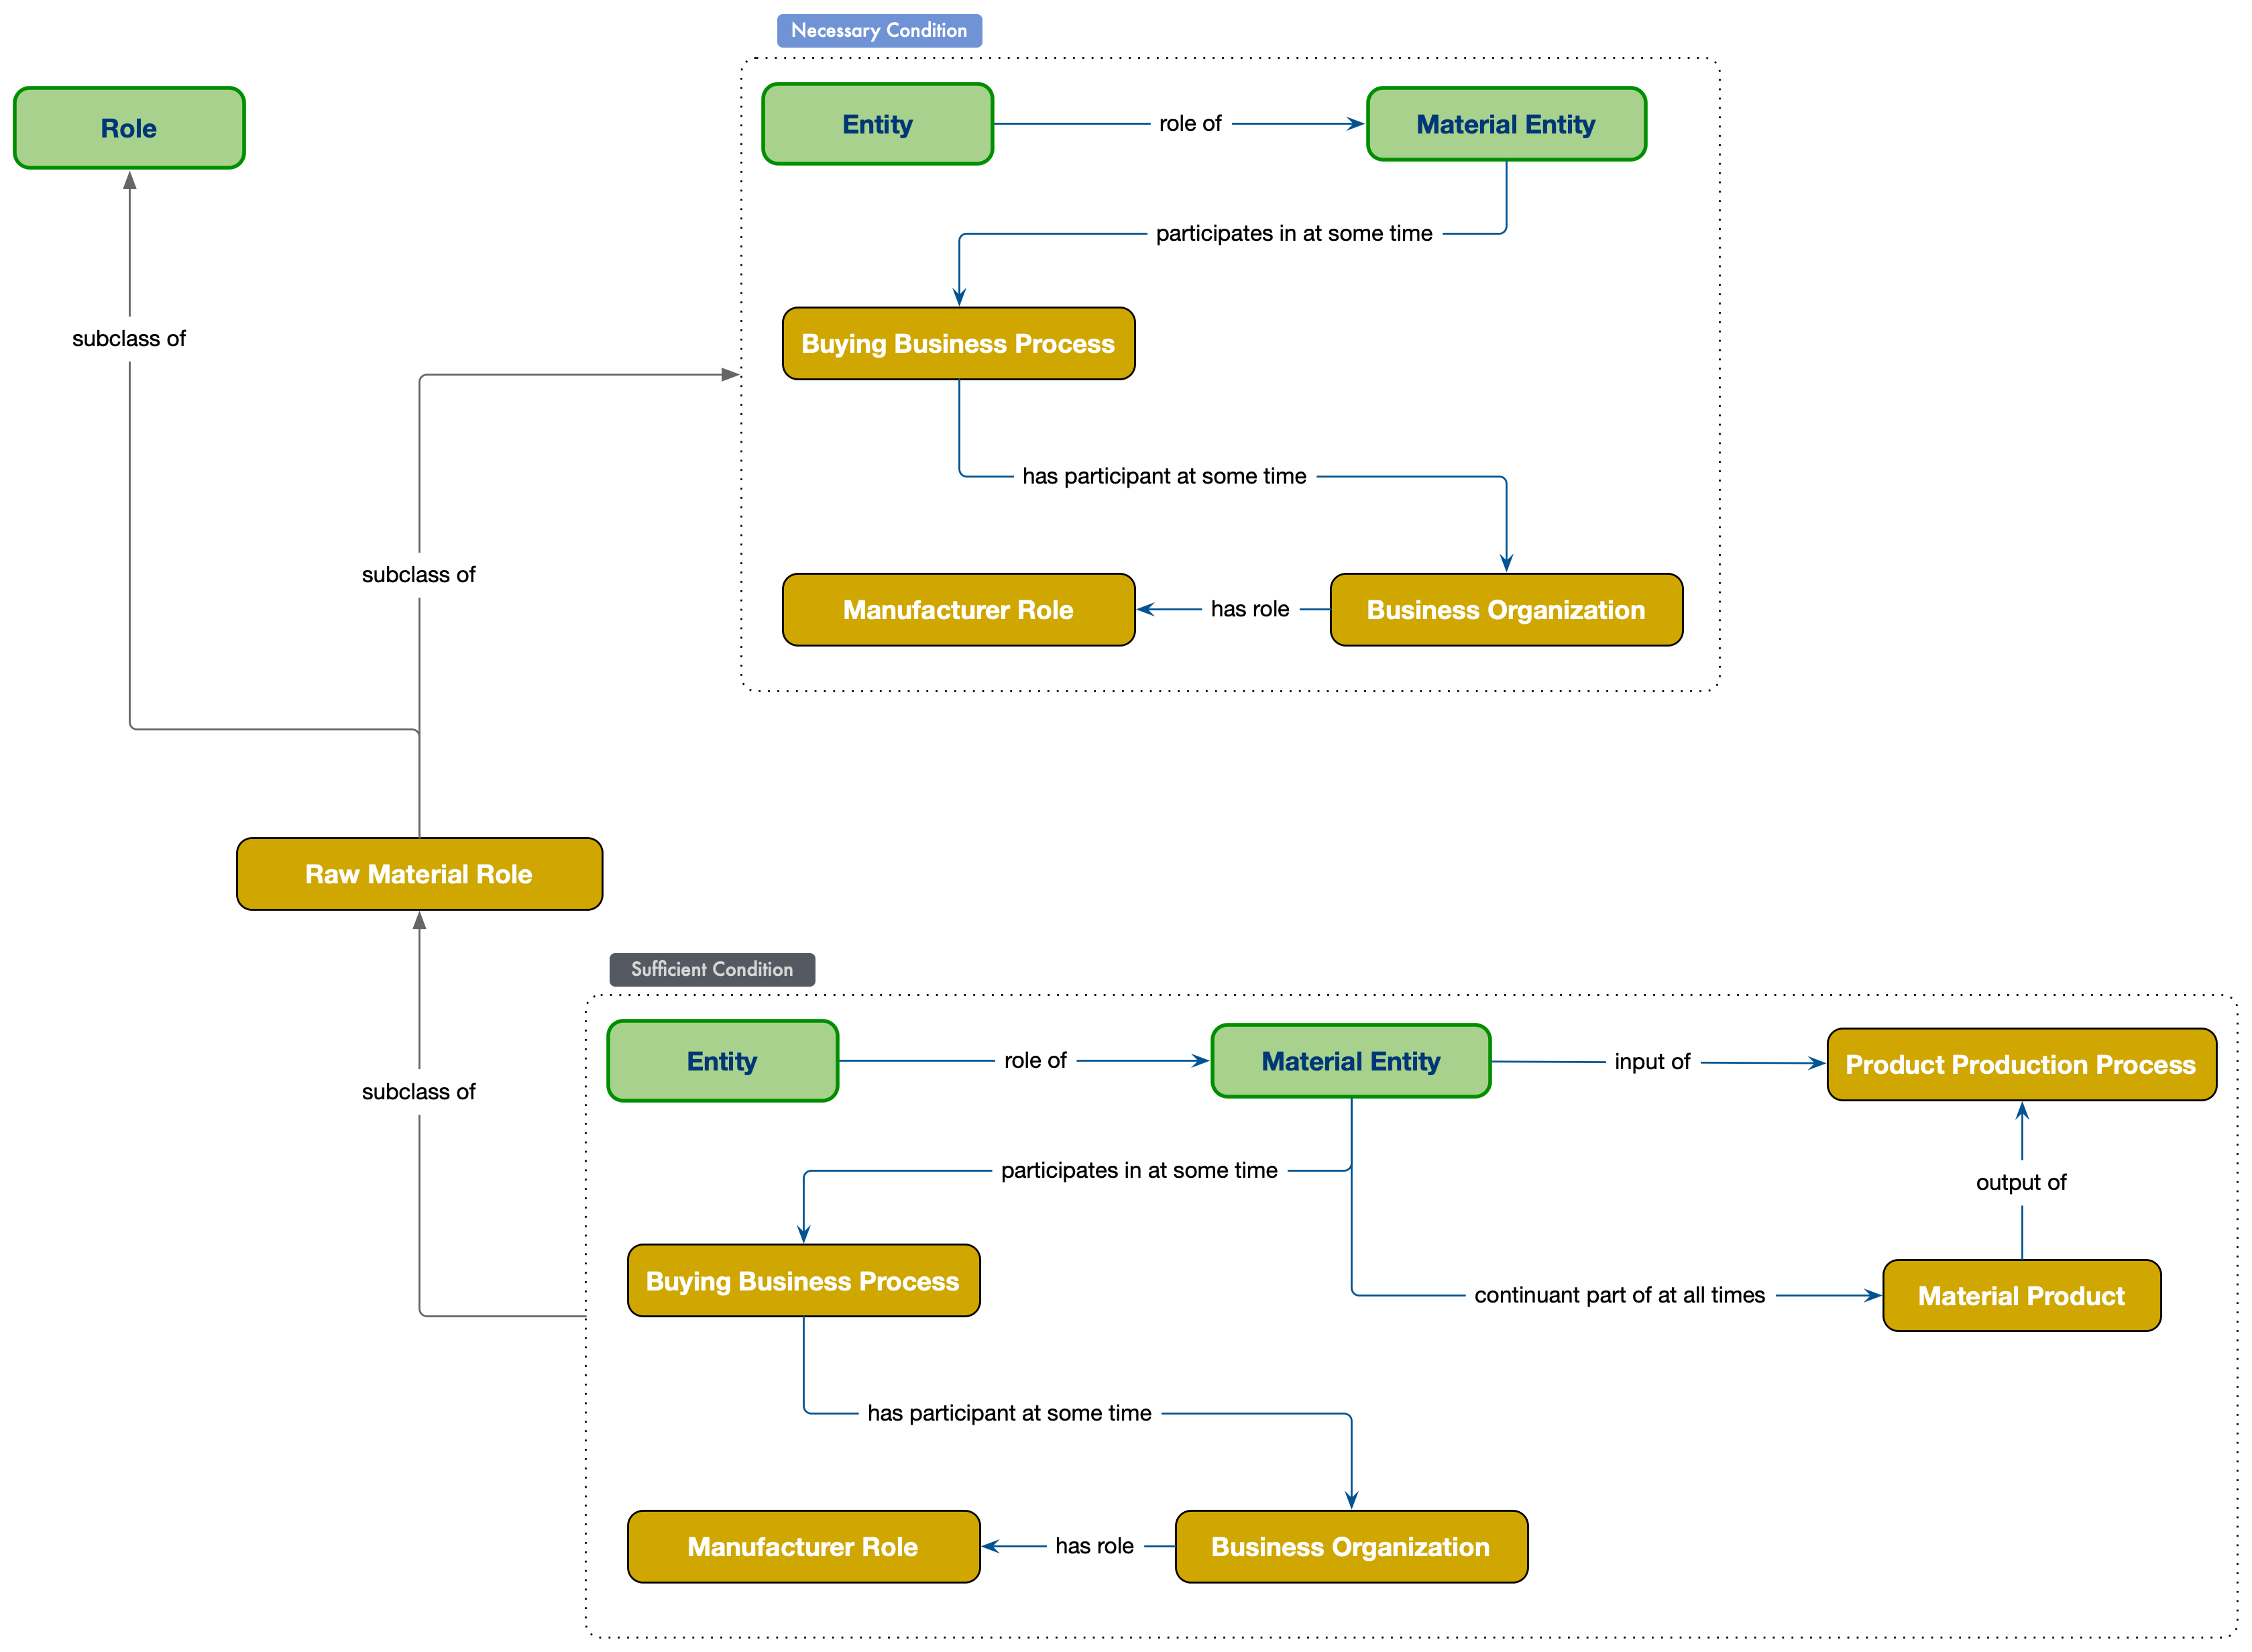 Necessary Condition
Role
Entity
role of
Material Entity
participates in at some time
subclass of
Buying Business Process
has participant at some time
subclass of
Manufacturer Role
has role
Business Organization
Raw Material Role
Sufficient Condition
Entity
role of
Material Entity
input of
Product Production Process
subclass of
participates in at some time
output of
Buying Business Process
continuant part of at all times
Material Product
has participant at some time
Manufacturer Role
has role
Business Organization